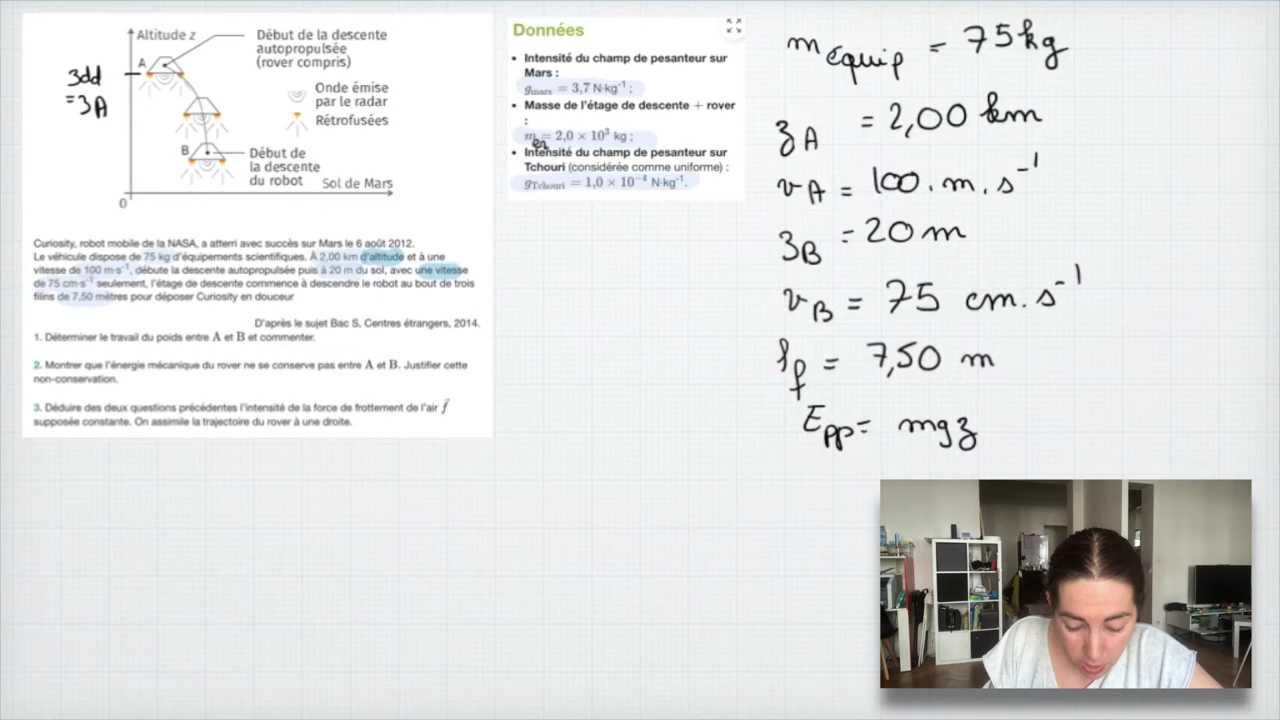 Altitude z
Début de la descente
autopropulsée
(rover compris)
A
zdd
= zA
Onde émise
par le radar
Rétrofusées
B
Début de
la descente
du robot
Sol de Mars
0
Curiosity, robot mobile de la NASA, a atterri avec succès sur Mars le 6 août 2012.
Le véhicule dispose de 75 kg d'équipements scientifiques. À 2,00 km d'altitude et à une
vitesse de 100 m·s⁻¹, débute la descente autopropulsée puis à 20 m du sol, avec une vitesse
de 75 cm·s⁻¹ seulement, l'étage de descente commence à descendre le robot au bout de trois
filins de 7,50 mètres pour déposer Curiosity en douceur
D'après le sujet Bac S, Centres étrangers, 2014.
1. Déterminer le travail du poids entre A et B et commenter.
2. Montrer que l'énergie mécanique du rover ne se conserve pas entre A et B. Justifier cette
non-conservation.
3. Déduire des deux questions précédentes l'intensité de la force de frottement de l'air f⃗
supposée constante. On assimile la trajectoire du rover à une droite.
Données
• Intensité du champ de pesanteur sur
Mars :
gmars = 3,7 N·kg⁻¹ ;
• Masse de l'étage de descente + rover
:
mer = 2,0 × 10³ kg ;
• Intensité du champ de pesanteur sur
Tchouri (considérée comme uniforme) :
gTchouri = 1,0 × 10⁻⁴ N·kg⁻¹.
m équip = 75 kg
zA = 2,00 km
vA = 100. m. s⁻¹
zB = 20 m
vB = 75 cm. s⁻¹
lf = 7,50 m
Epp = mgz